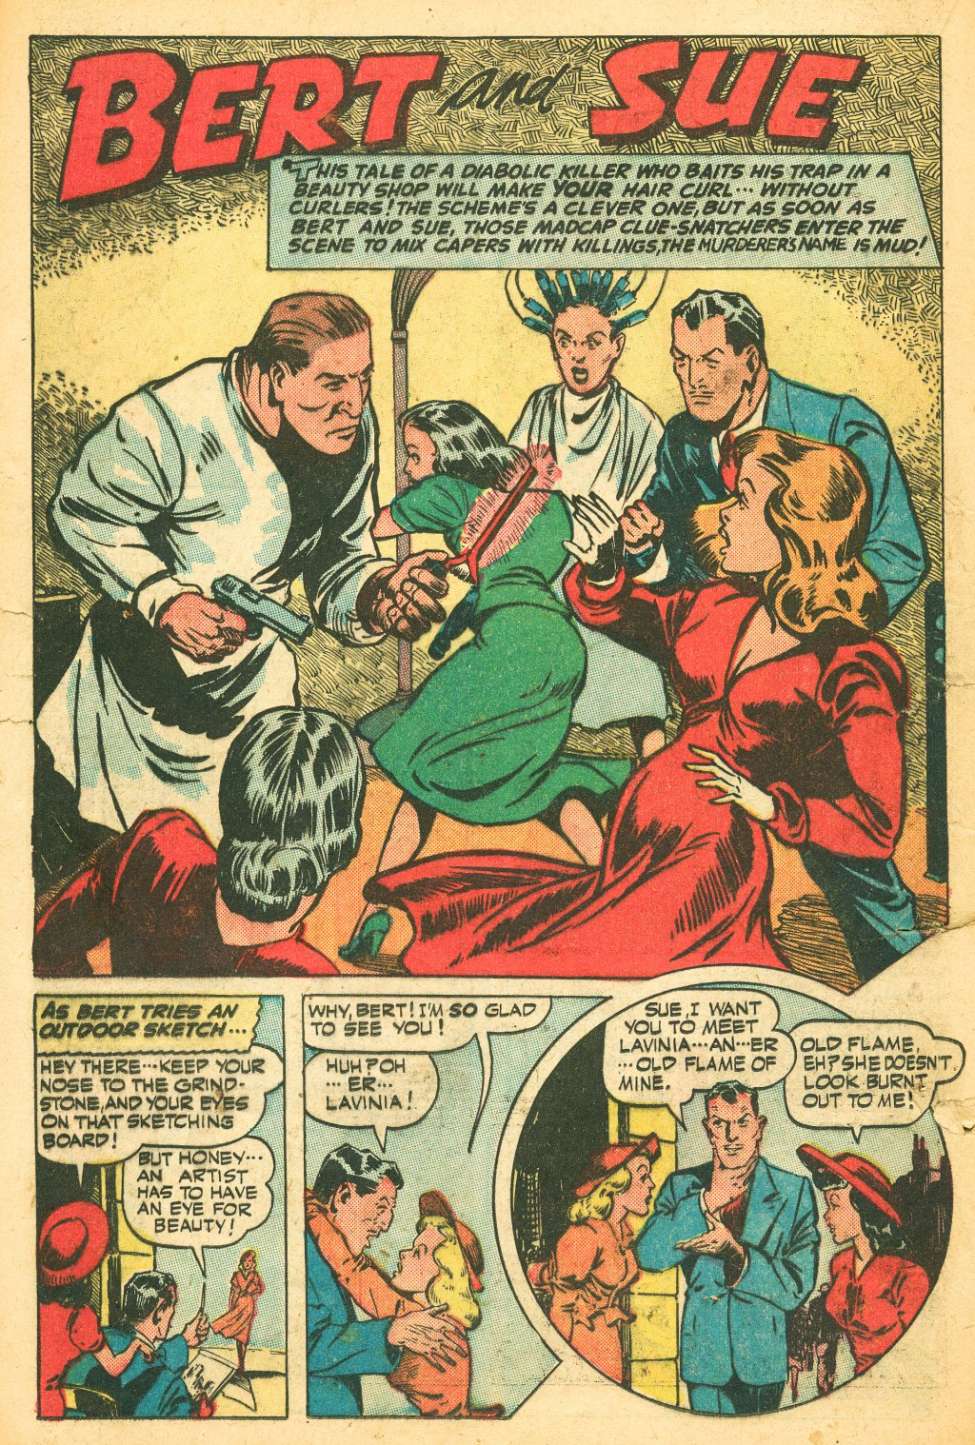 BERT and SUE
"THIS TALE OF A DIABOLIC KILLER WHO BAITS HIS TRAP IN A
BEAUTY SHOP WILL MAKE YOUR HAIR CURL... WITHOUT
CURLERS! THE SCHEME'S A CLEVER ONE, BUT AS SOON AS
BERT AND SUE, THOSE MADCAP CLUE-SNATCHERS ENTER THE
SCENE TO MIX CAPERS WITH KILLINGS, THE MURDERER'S NAME IS MUD!
AS BERT TRIES AN
OUTDOOR SKETCH...
HEY THERE...KEEP YOUR
NOSE TO THE GRIND-
STONE, AND YOUR EYES
ON THAT SKETCHING
BOARD!
BUT HONEY...
AN ARTIST
HAS TO HAVE
AN EYE FOR
BEAUTY!
WHY, BERT! I'M SO GLAD
TO SEE YOU!
HUH? OH
...ER...
LAVINIA!
SUE, I WANT
YOU TO MEET
LAVINIA...AN...ER
...OLD FLAME OF
MINE.
OLD FLAME,
EH? SHE DOESN'T
LOOK BURNT
OUT TO ME!